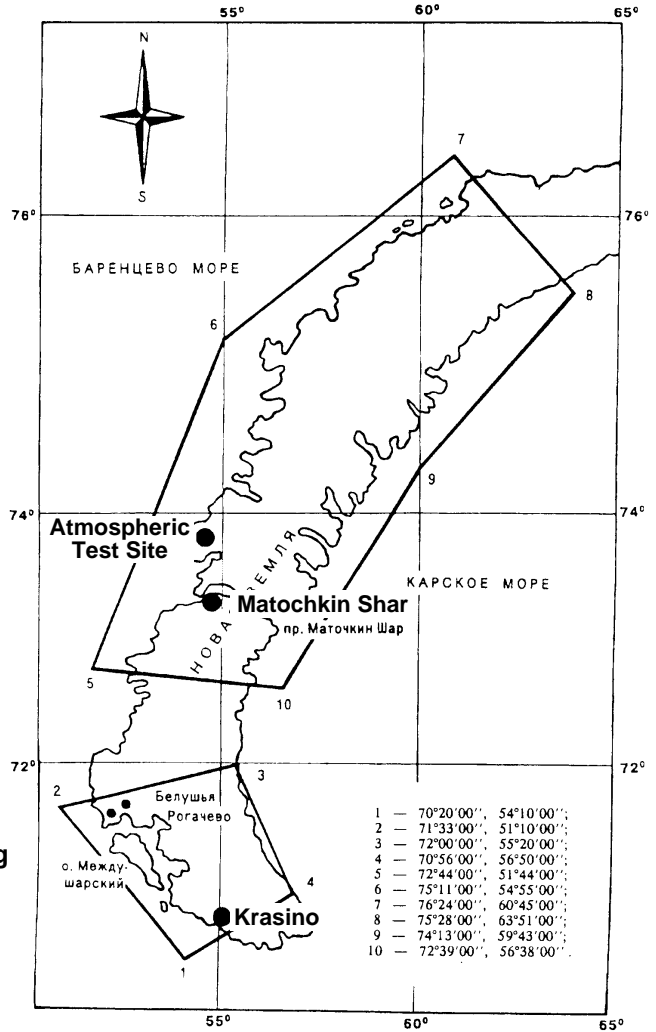 55° 60° 65°
N
S
7
76° 76°
БАРЕНЦЕВО МОРЕ
8
6
9
74° 74°
Atmospheric
Test Site
КАРСКОЕ МОРЕ
Matochkin Shar
пр. Маточкин Шар
НОВАЯ ЗЕМЛЯ
5
10
72° 72°
3
2
Белушья
Рогачево
g
о. Между-
шарский
4
Krasino
1
1 — 70°20'00'', 54°10'00'';
2 — 71°33'00'', 51°10'00'';
3 — 72°00'00'', 55°20'00'';
4 — 70°56'00'', 56°50'00'';
5 — 72°44'00'', 51°44'00'';
6 — 75°11'00'', 54°55'00'';
7 — 76°24'00'', 60°45'00'';
8 — 75°28'00'', 63°51'00'';
9 — 74°13'00'', 59°43'00'';
10 — 72°39'00'', 56°38'00''.
55° 60° 65°